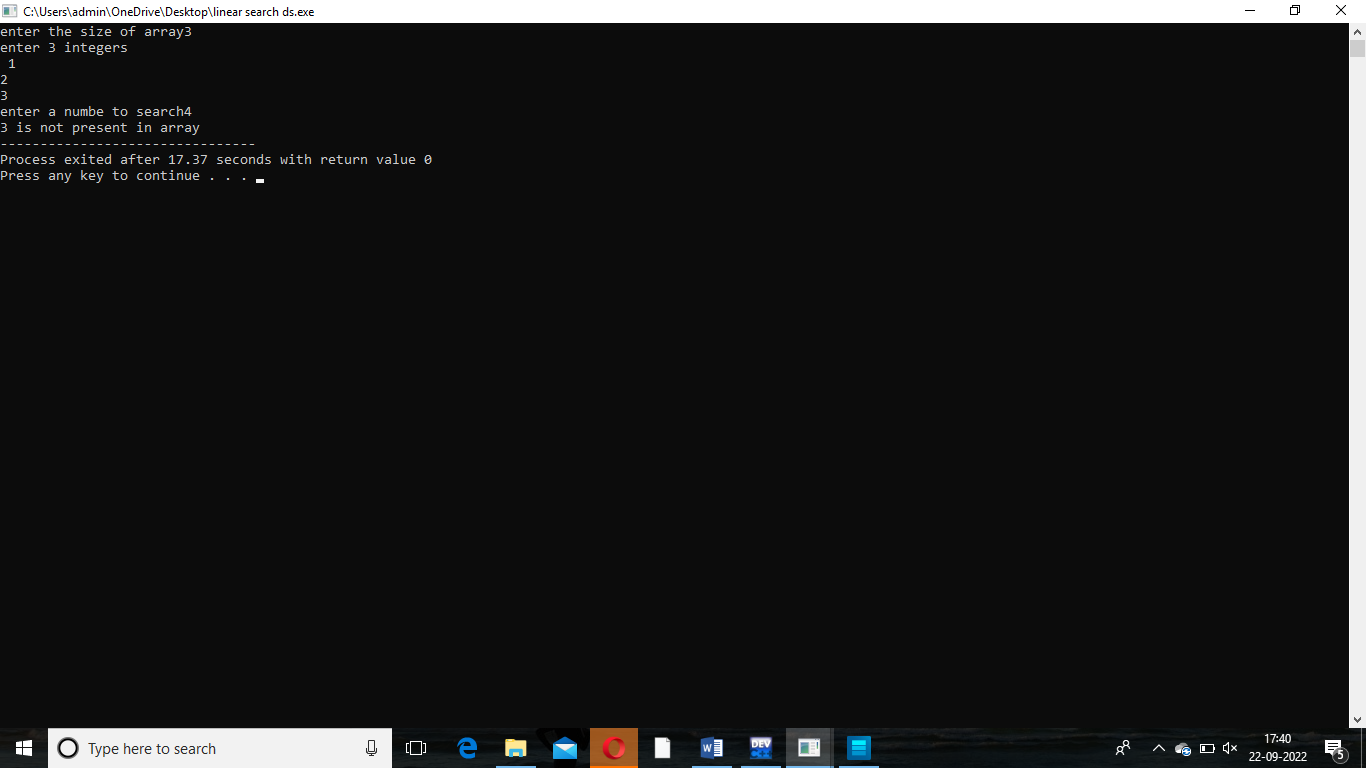 C:\Users\admin\OneDrive\Desktop\linear search ds.exe
enter the size of array3
enter 3 integers
1
2
3
enter a numbe to search4
3 is not present in array
--------------------------------
Process exited after 17.37 seconds with return value 0
Press any key to continue . . .
Type here to search
DEV
17:40
22-09-2022
5